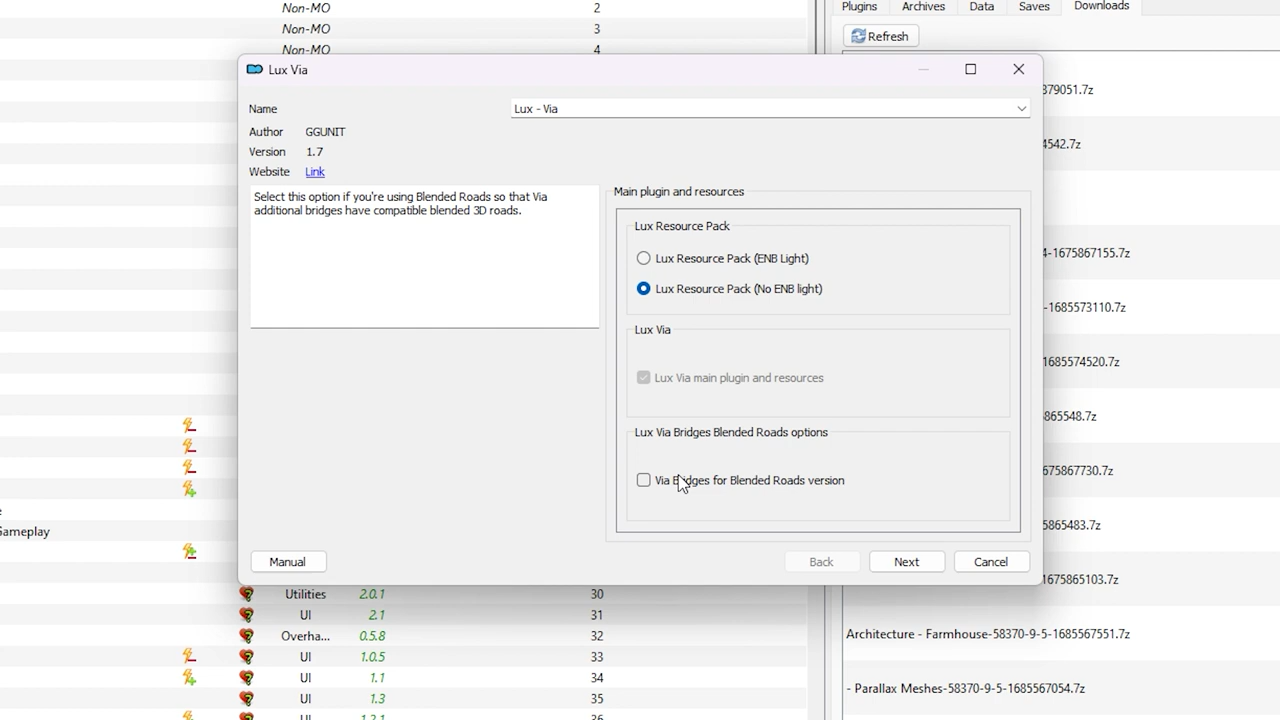 Non-MO 2
Non-MO 3
Non-MO 4
Plugins Archives Data Saves Downloads
Refresh
Lux Via
Name Lux - Via
Author GGUNIT
Version 1.7
Website Link
Select this option if you're using Blended Roads so that Via
additional bridges have compatible blended 3D roads.
Main plugin and resources
Lux Resource Pack
Lux Resource Pack (ENB Light)
Lux Resource Pack (No ENB light)
Lux Via
Lux Via main plugin and resources
Lux Via Bridges Blended Roads options
Via Bridges for Blended Roads version
Manual Back Next Cancel
379051.7z
4542.7z
4-1675867155.7z
-1685573110.7z
1685574520.7z
865548.7z
675867730.7z
5865483.7z
1675865103.7z
Architecture - Farmhouse-58370-9-5-1685567551.7z
- Parallax Meshes-58370-9-5-1685567054.7z
e
Gameplay
Utilities 2.0.1 30
UI 2.1 31
Overha... 0.5.8 32
UI 1.0.5 33
UI 1.1 34
UI 1.3 35
UI 1.2.1 36